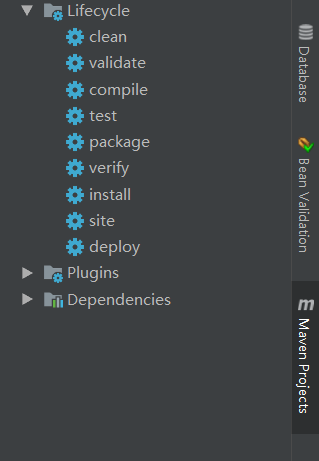 Lifecycle
clean
validate
compile
test
package
verify
install
site
deploy
Plugins
Dependencies
Database
Bean Validation
m
Maven Projects